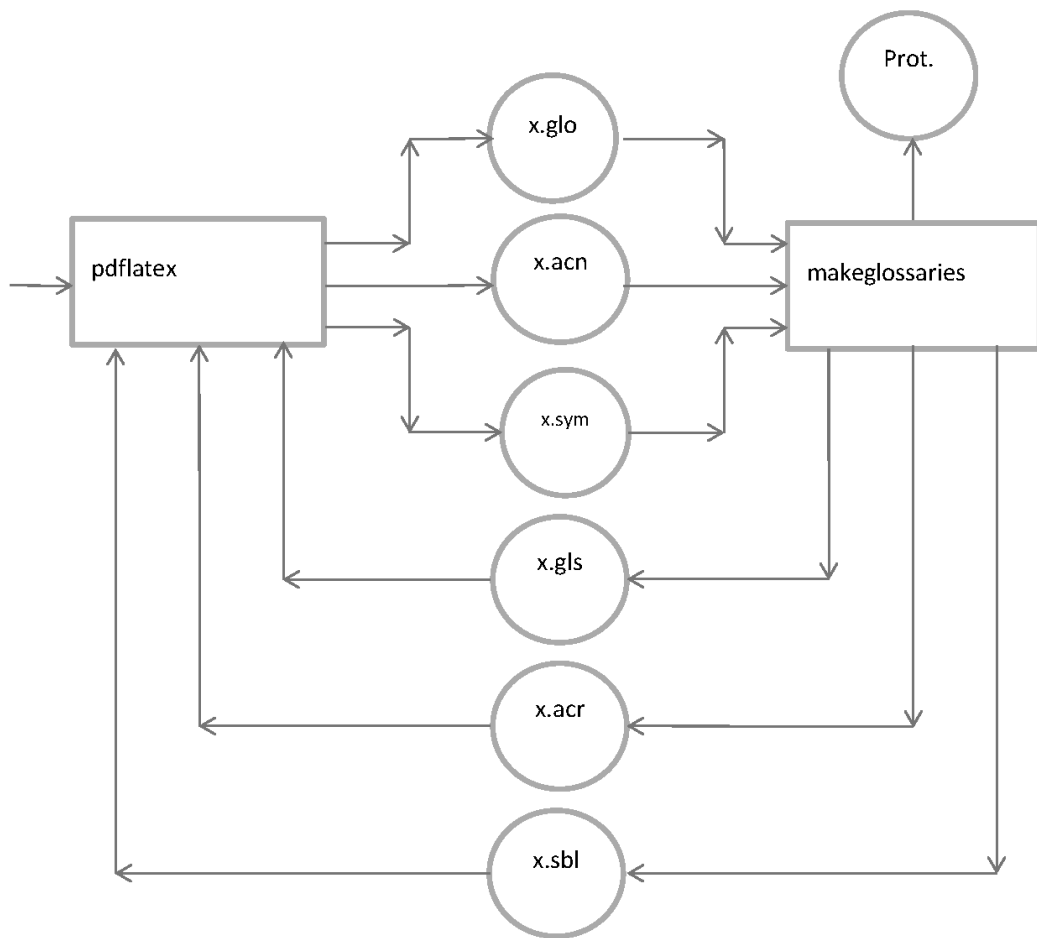 Prot.
x.glo
pdflatex
x.acn
makeglossaries
x.sym
x.gls
x.acr
x.sbl